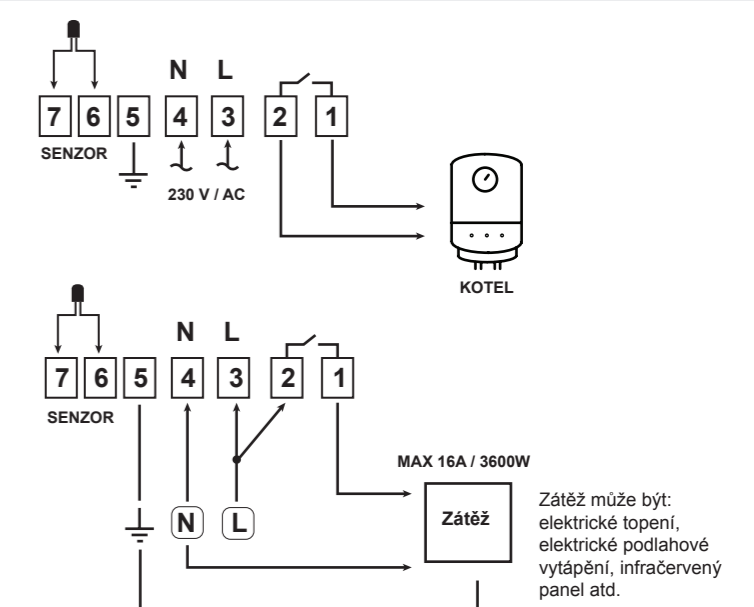 N L
7 6 5 4 3 2 1
SENZOR
230 V / AC
KOTEL
N L
7 6 5 4 3 2 1
SENZOR
MAX 16A / 3600W
N L
Zátěž
Zátěž může být:
elektrické topení,
elektrické podlahové
vytápění, infračervený
panel atd.